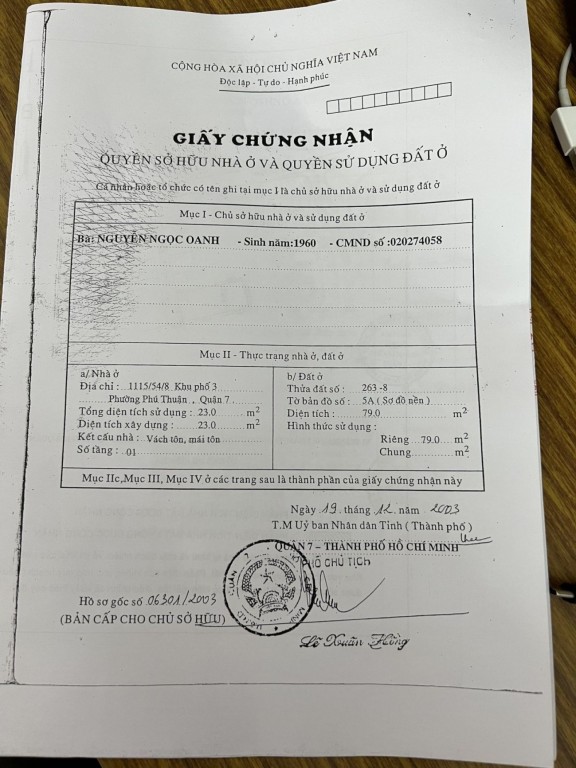 CỘNG HÒA XÃ HỘI CHỦ NGHĨA VIỆT NAM
Độc lập - Tự do - Hạnh phúc
GIẤY CHỨNG NHẬN
QUYỀN SỞ HỮU NHÀ Ở VÀ QUYỀN SỬ DỤNG ĐẤT Ở
Cá nhân hoặc tổ chức có tên ghi tại mục I là chủ sở hữu nhà ở và sử dụng đất ở
Mục I - Chủ sở hữu nhà ở và sử dụng đất ở
Bà: NGUYỄN NGỌC OANH - Sinh năm:1960 - CMND số :020274058
Mục II - Thực trạng nhà ở, đất ở
a/ Nhà ở
Địa chỉ : 1115/54/8 Khu phố 3
Phường Phú Thuận , Quận 7
Tổng diện tích sử dụng : 23.0 m2
Diện tích xây dựng : 23.0 m2
Kết cấu nhà : Vách tôn, mái tôn
Số tầng : 01
b/ Đất ở
Thửa đất số : 263 -8
Tờ bản đồ số : 5A ( Sơ đồ nền )
Diện tích : 79.0 m2
Hình thức sử dụng :
Riêng 79.0 m2
Chung m2
Mục IIc,Mục III, Mục IV ở các trang sau là thành phần của giấy chứng nhận này
Ngày 19 tháng 12 năm 2003
T.M Uỷ ban Nhân dân Tỉnh ( Thành phố )
QUẬN 7 – THÀNH PHỐ HỒ CHÍ MINH
PHÓ CHỦ TỊCH
Hồ sơ gốc số 06301/2003
(BẢN CẤP CHO CHỦ SỞ HỮU)
Lê Xuân Hồng